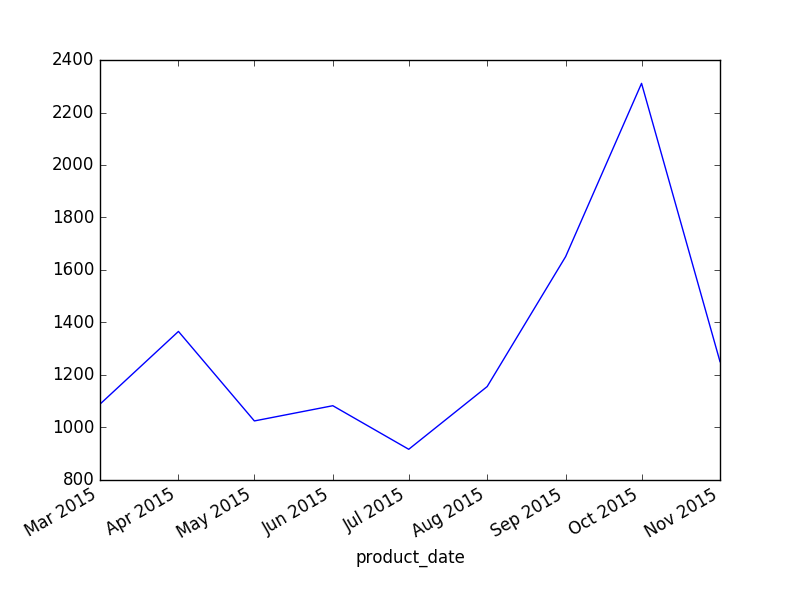 2400
2200
2000
1800
1600
1400
1200
1000
800
Mar 2015
Apr 2015
May 2015
Jun 2015
Jul 2015
Aug 2015
Sep 2015
Oct 2015
Nov 2015
product_date